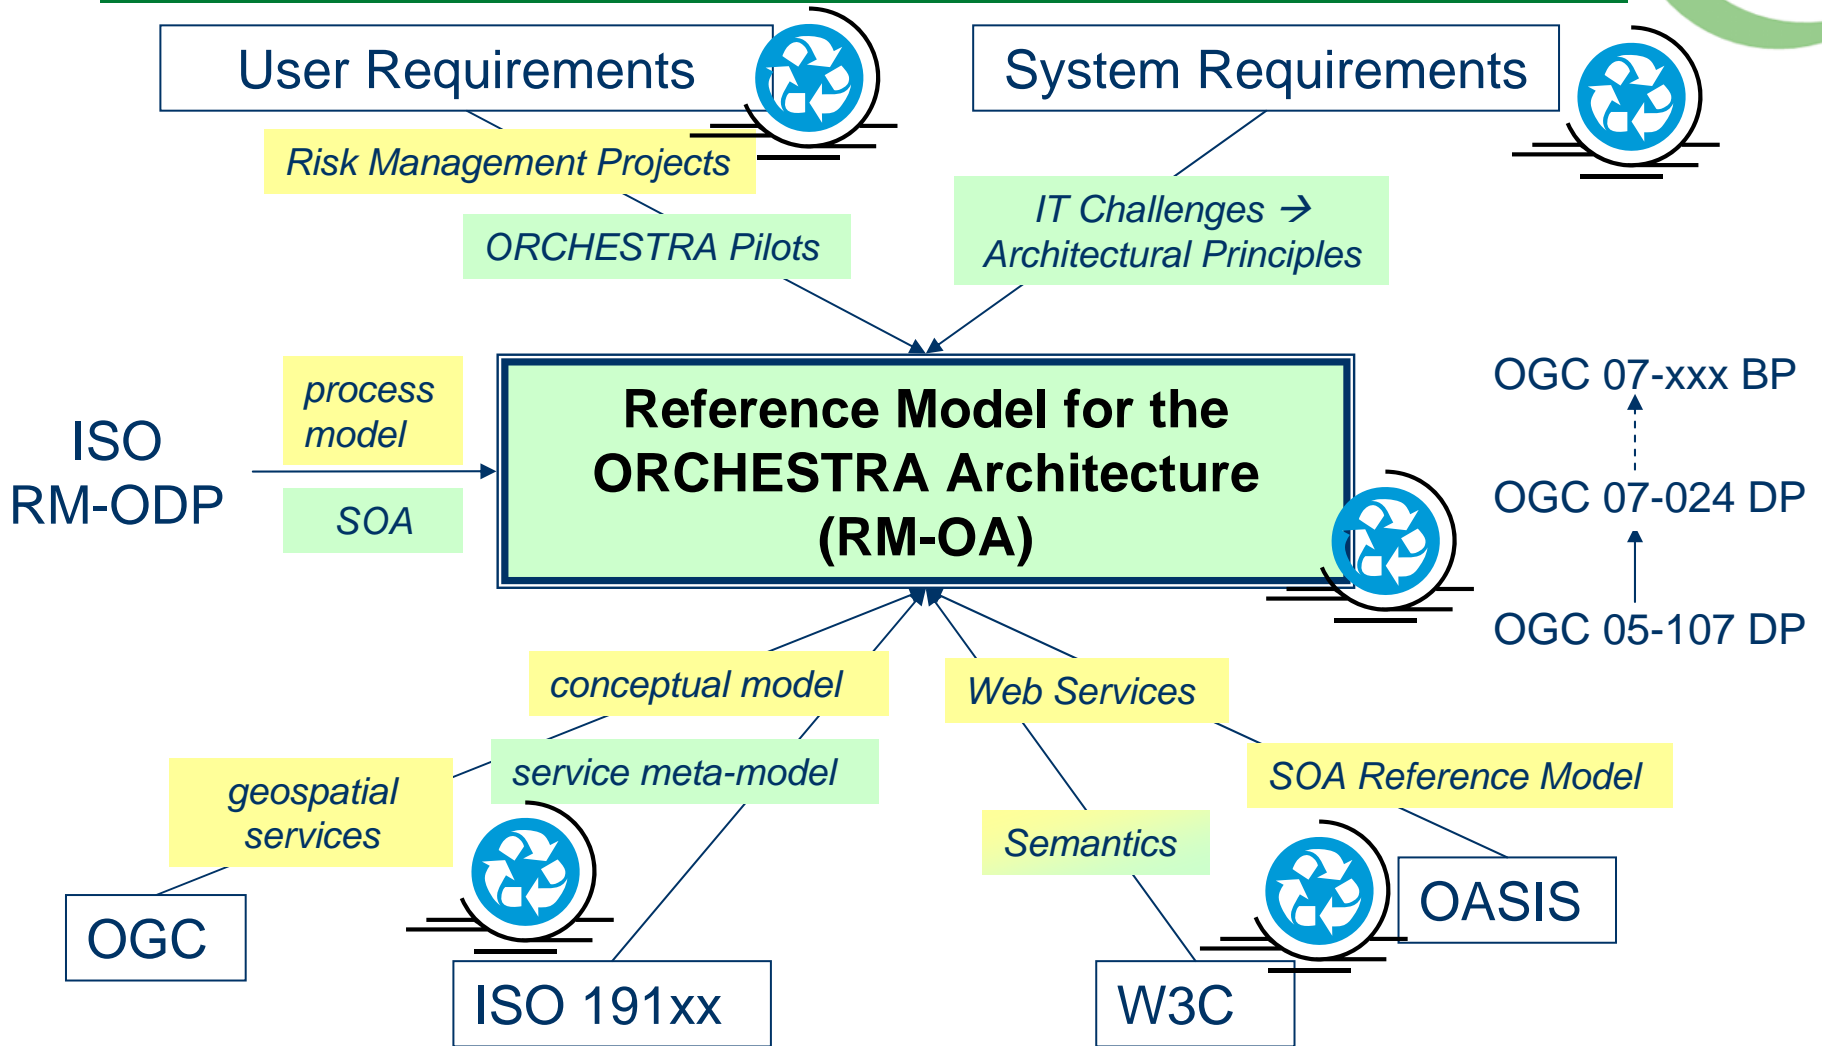 User Requirements
System Requirements
Risk Management Projects
ORCHESTRA Pilots
IT Challenges →
Architectural Principles
process
model
ISO
RM-ODP
SOA
Reference Model for the
ORCHESTRA Architecture
(RM-OA)
OGC 07-xxx BP
OGC 07-024 DP
OGC 05-107 DP
conceptual model
Web Services
service meta-model
geospatial
services
SOA Reference Model
Semantics
OGC
ISO 191xx
W3C
OASIS